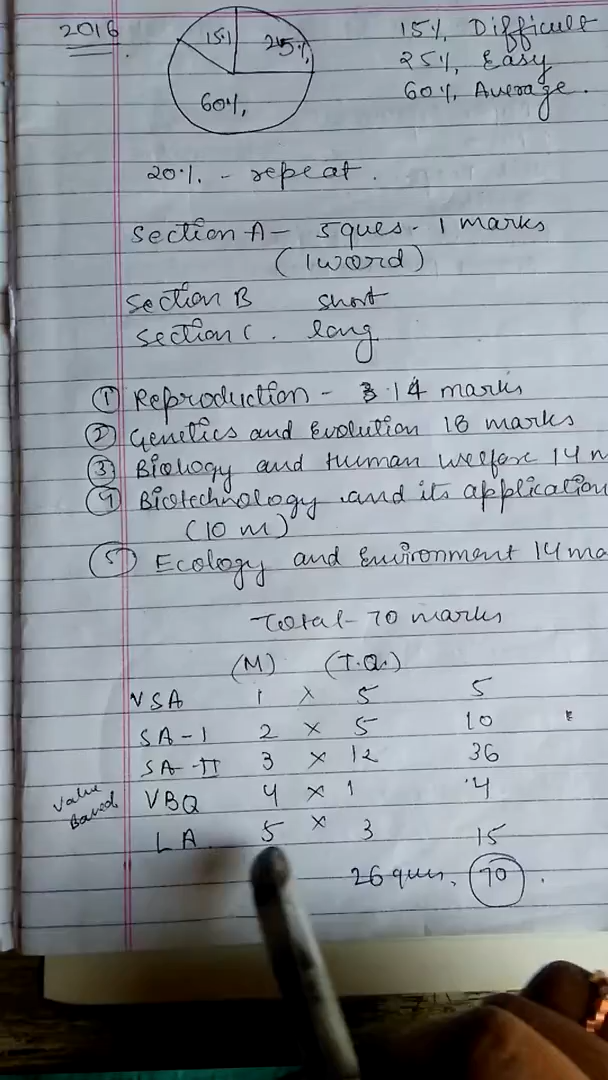 2016
15%
25%
60%
15% Difficult
25% Easy
60% Average.
20% - repeat.
Section A- 5 ques. 1 marks
(1 word)
Section B short
Section C. long
① Reproduction - 14 marks
② Genetics and Evolution 18 marks
③ Biology and Human welfare 14 m
④ Biotechnology and its application
(10 m)
⑤ Ecology and Environment 14 ma
Total- 70 marks
(M) (T.Q.)
VSA 1 × 5 5
SA-I 2 × 5 10
SA-II 3 × 12 36
Value Based VBQ 4 × 1 4
LA. 5 × 3 15
26 ques. 70.